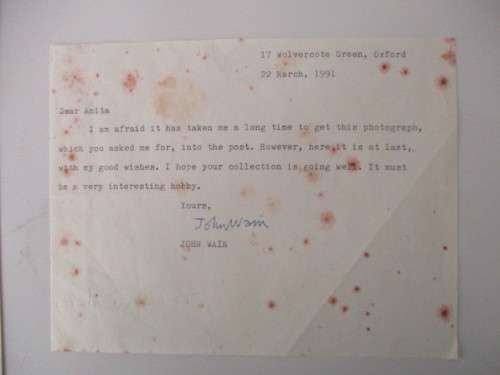 17 Wolvercote Green, Oxford
22 March, 1991
Dear Anita
I am afraid it has taken me a long time to get this photograph,
which you asked me for, into the post. However, here it is at last,
with my good wishes. I hope your collection is going well. It must
be a very interesting hobby.
Yours,
John Wain
JOHN WAIN